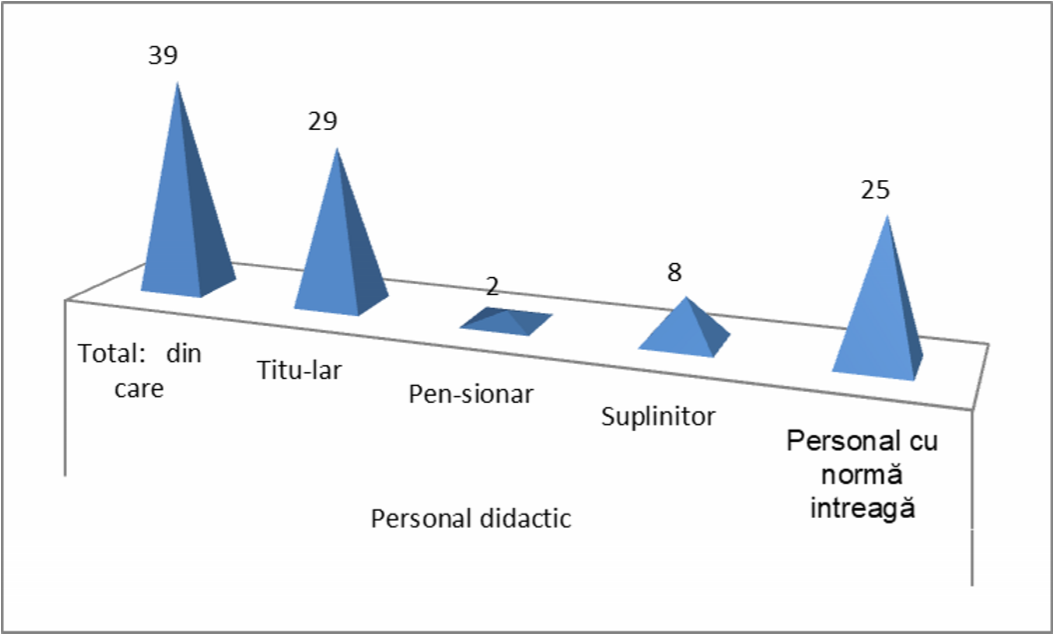 39
29
2
8
25
Total: din
care
Titu-lar
Pen-sionar
Suplinitor
Personal cu
normă
intreagă
Personal didactic